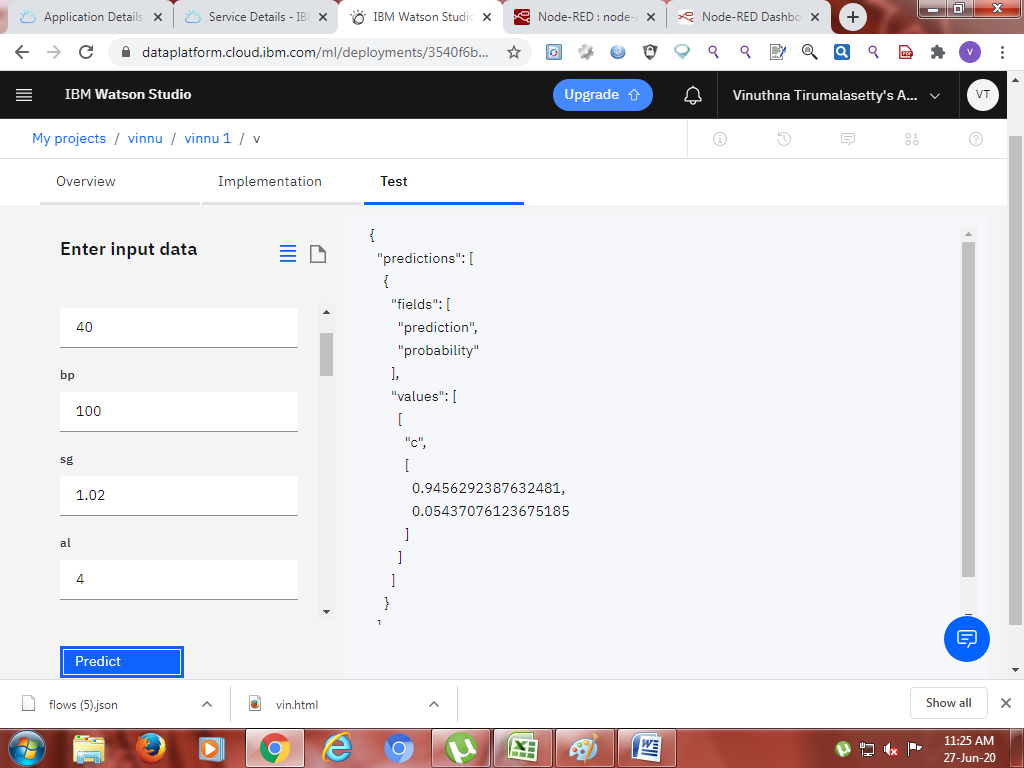 Application Details
Service Details - IB
IBM Watson Studio
Node-RED : node-
Node-RED Dashbo
dataplatform.cloud.ibm.com/ml/deployments/3540f6b...
V
IBM Watson Studio
Upgrade
Vinuthna Tirumalasetty's A...
VT
My projects / vinnu / vinnu 1 / v
Overview
Implementation
Test
Enter input data
40
bp
100
sg
1.02
al
4
Predict
{
"predictions": [
{
"fields": [
"prediction",
"probability"
],
"values": [
[
"c",
[
0.9456292387632481,
0.05437076123675185
]
]
]
}
]
flows (5).json
vin.html
Show all
11:25 AM
27-Jun-20